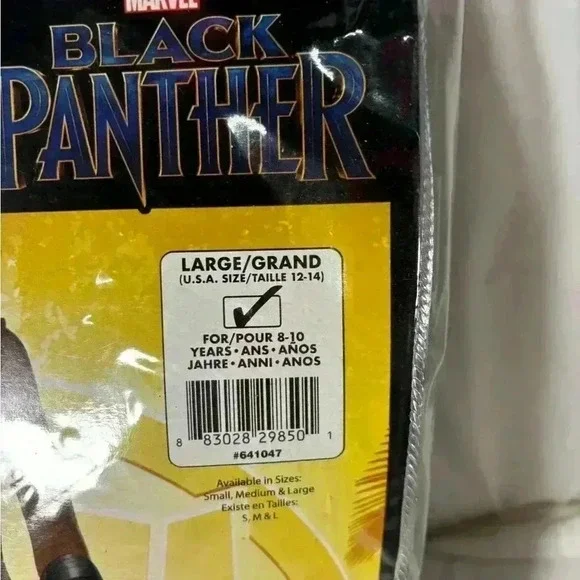 MARVEL
BLACK
PANTHER
LARGE/GRAND
(U.S.A. SIZE/TAILLE 12-14)
FOR/POUR 8-10
YEARS • ANS • AÑOS
JAHRE • ANNI • ANOS
8 83028 29850 1
#641047
Available in Sizes:
Small, Medium & Large
Existe en Tailles:
S, M & L